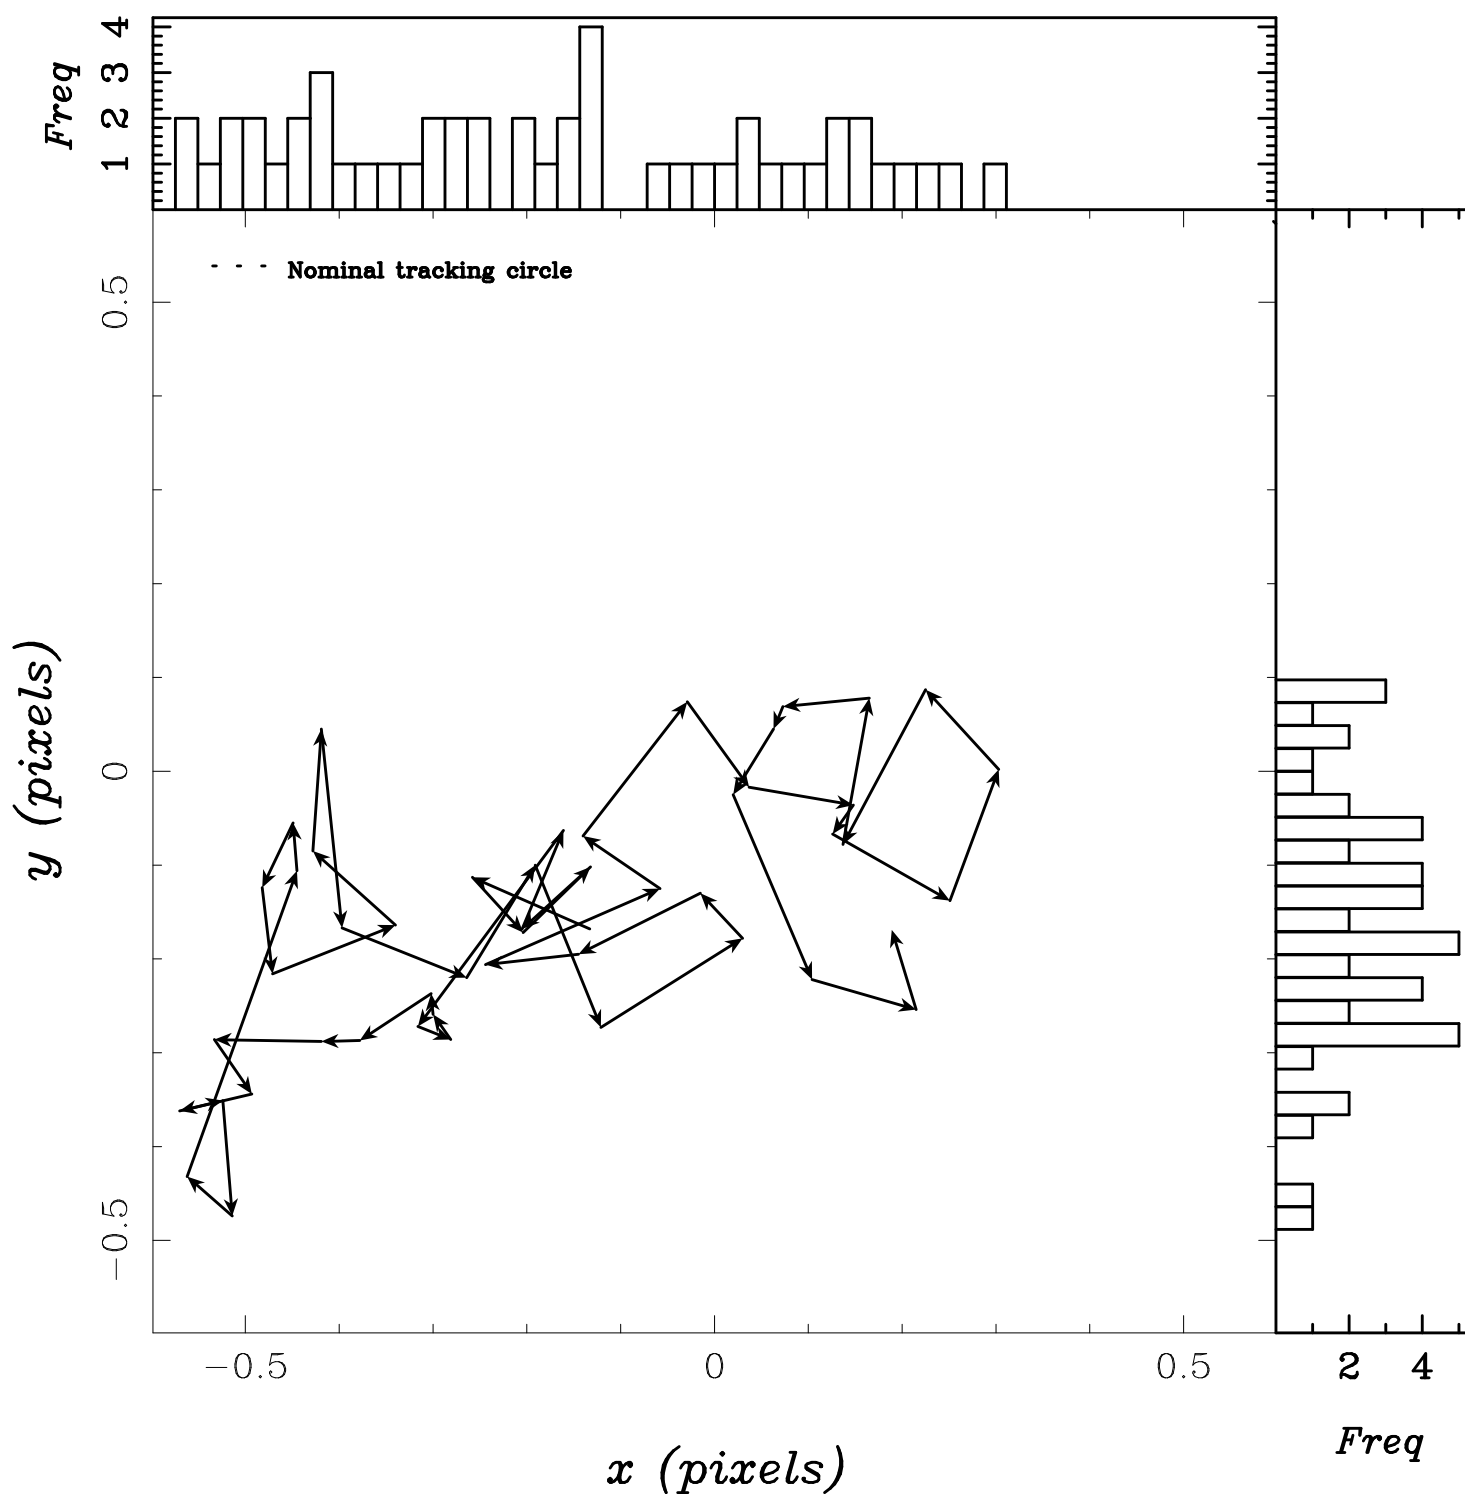 Freq
1 2 3 4
- - - Nominal tracking circle
0.5
0
−0.5
y (pixels)
−0.5 0 0.5
2 4
Freq
x (pixels)